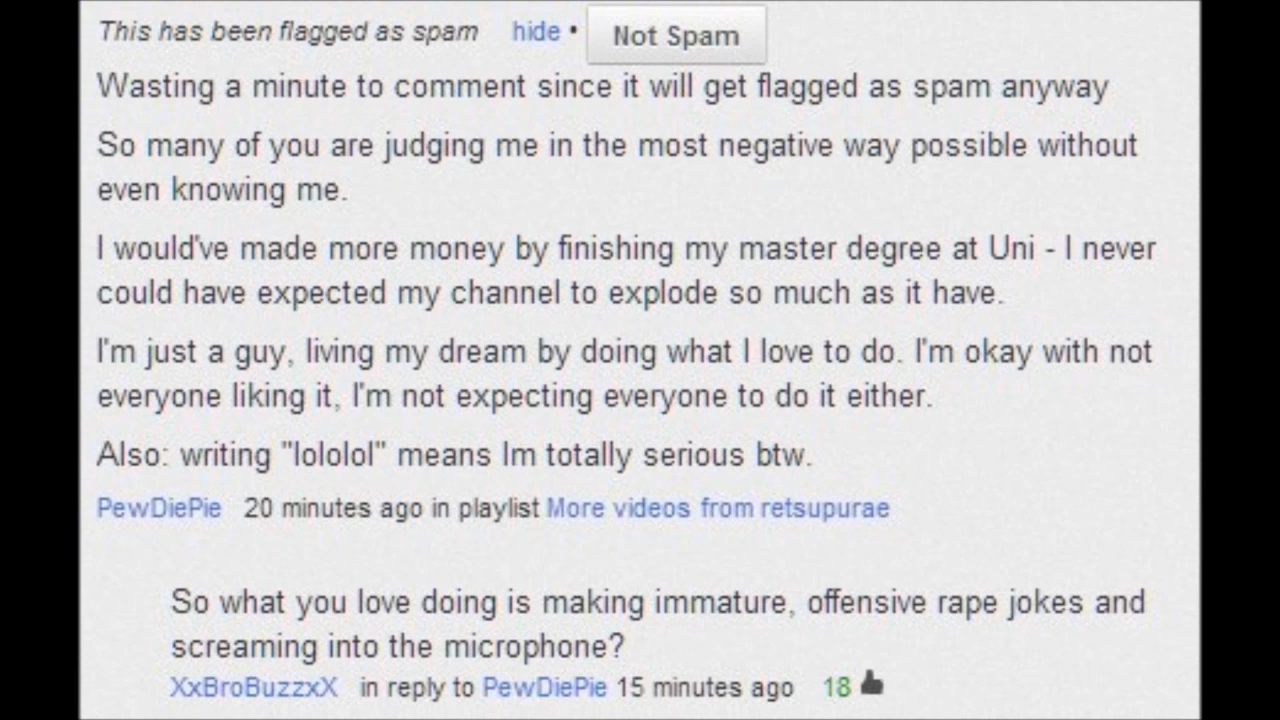 This has been flagged as spam hide • Not Spam
Wasting a minute to comment since it will get flagged as spam anyway
So many of you are judging me in the most negative way possible without
even knowing me.
I would've made more money by finishing my master degree at Uni - I never
could have expected my channel to explode so much as it have.
I'm just a guy, living my dream by doing what I love to do. I'm okay with not
everyone liking it, I'm not expecting everyone to do it either.
Also: writing "lololol" means Im totally serious btw.
PewDiePie 20 minutes ago in playlist More videos from retsupurae
So what you love doing is making immature, offensive rape jokes and
screaming into the microphone?
XxBroBuzzxX in reply to PewDiePie 15 minutes ago 18